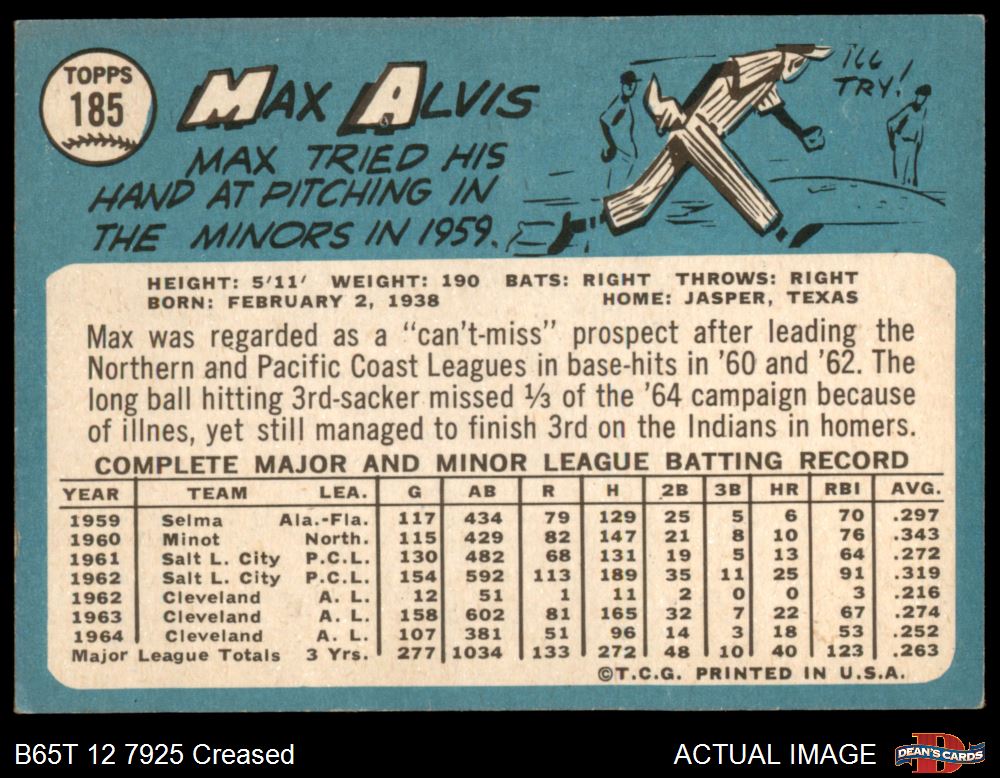 TOPPS
185
MAX ALVIS
I'LL
TRY!
MAX TRIED HIS
HAND AT PITCHING IN
THE MINORS IN 1959.
HEIGHT: 5'11' WEIGHT: 190 BATS: RIGHT THROWS: RIGHT
BORN: FEBRUARY 2, 1938 HOME: JASPER, TEXAS
Max was regarded as a "can't-miss" prospect after leading the
Northern and Pacific Coast Leagues in base-hits in '60 and '62. The
long ball hitting 3rd-sacker missed ⅓ of the '64 campaign because
of illnes, yet still managed to finish 3rd on the Indians in homers.
COMPLETE MAJOR AND MINOR LEAGUE BATTING RECORD
YEAR TEAM LEA. G AB R H 2B 3B HR RBI AVG.
1959 Selma Ala.-Fla. 117 434 79 129 25 5 6 70 .297
1960 Minot North. 115 429 82 147 21 8 10 76 .343
1961 Salt L. City P.C.L. 130 482 68 131 19 5 13 64 .272
1962 Salt L. City P.C.L. 154 592 113 189 35 11 25 91 .319
1962 Cleveland A. L. 12 51 1 11 2 0 0 3 .216
1963 Cleveland A. L. 158 602 81 165 32 7 22 67 .274
1964 Cleveland A. L. 107 381 51 96 14 3 18 53 .252
Major League Totals 3 Yrs. 277 1034 133 272 48 10 40 123 .263
©T.C.G. PRINTED IN U.S.A.
B65T 12 7925 Creased ACTUAL IMAGE DEAN'S CARDS